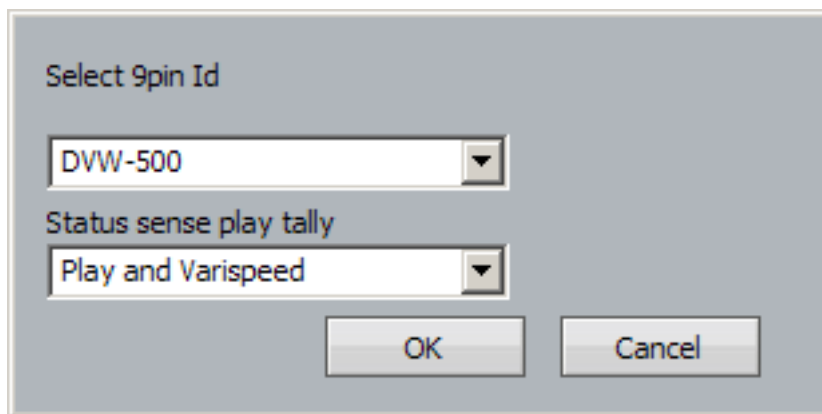 Select 9pin Id
DVW-500
Status sense play tally
Play and Varispeed
OK Cancel